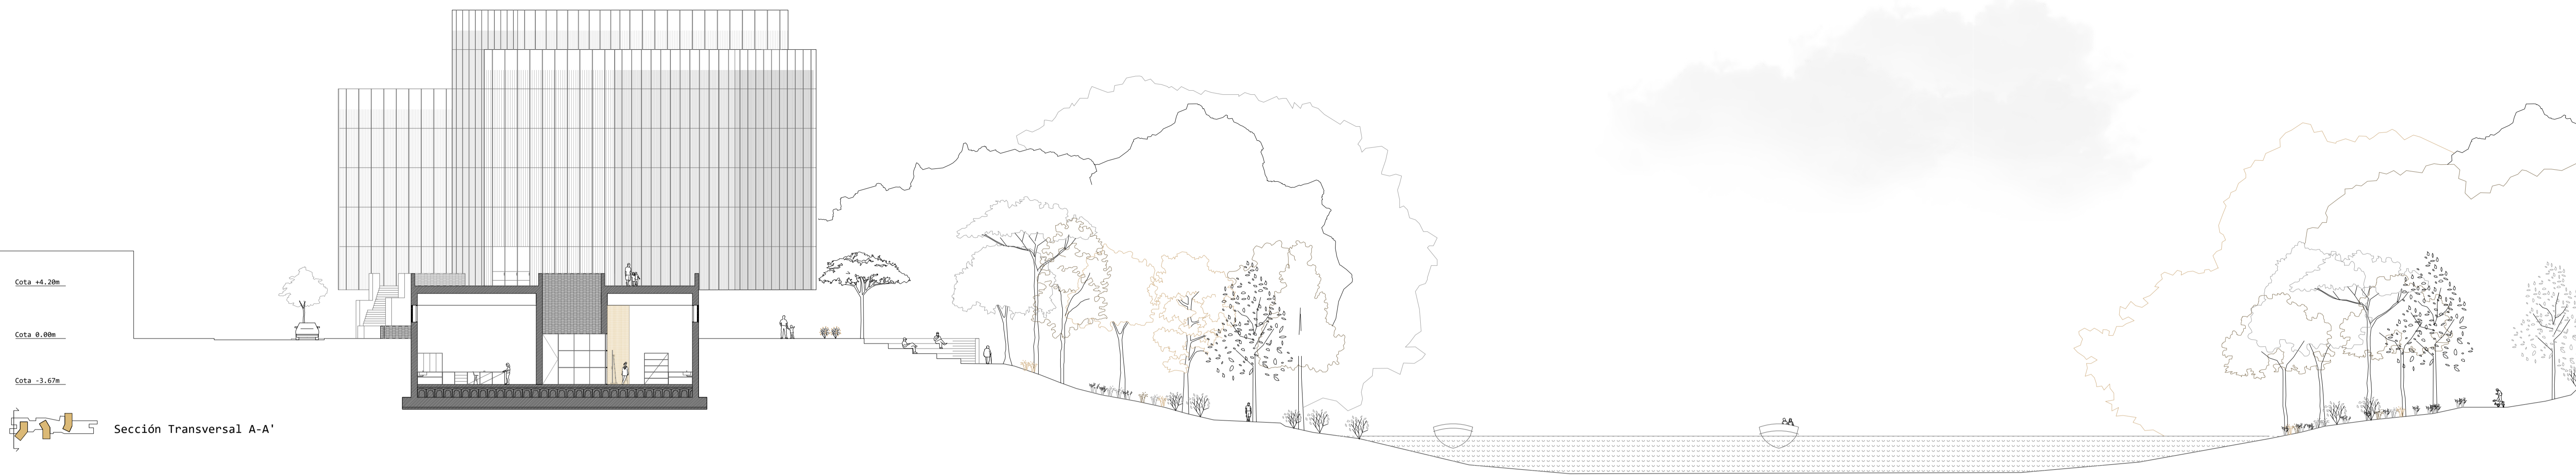 Cota +4.20m
Cota 0.00m
Cota -3.67m
Sección Transversal A-A'